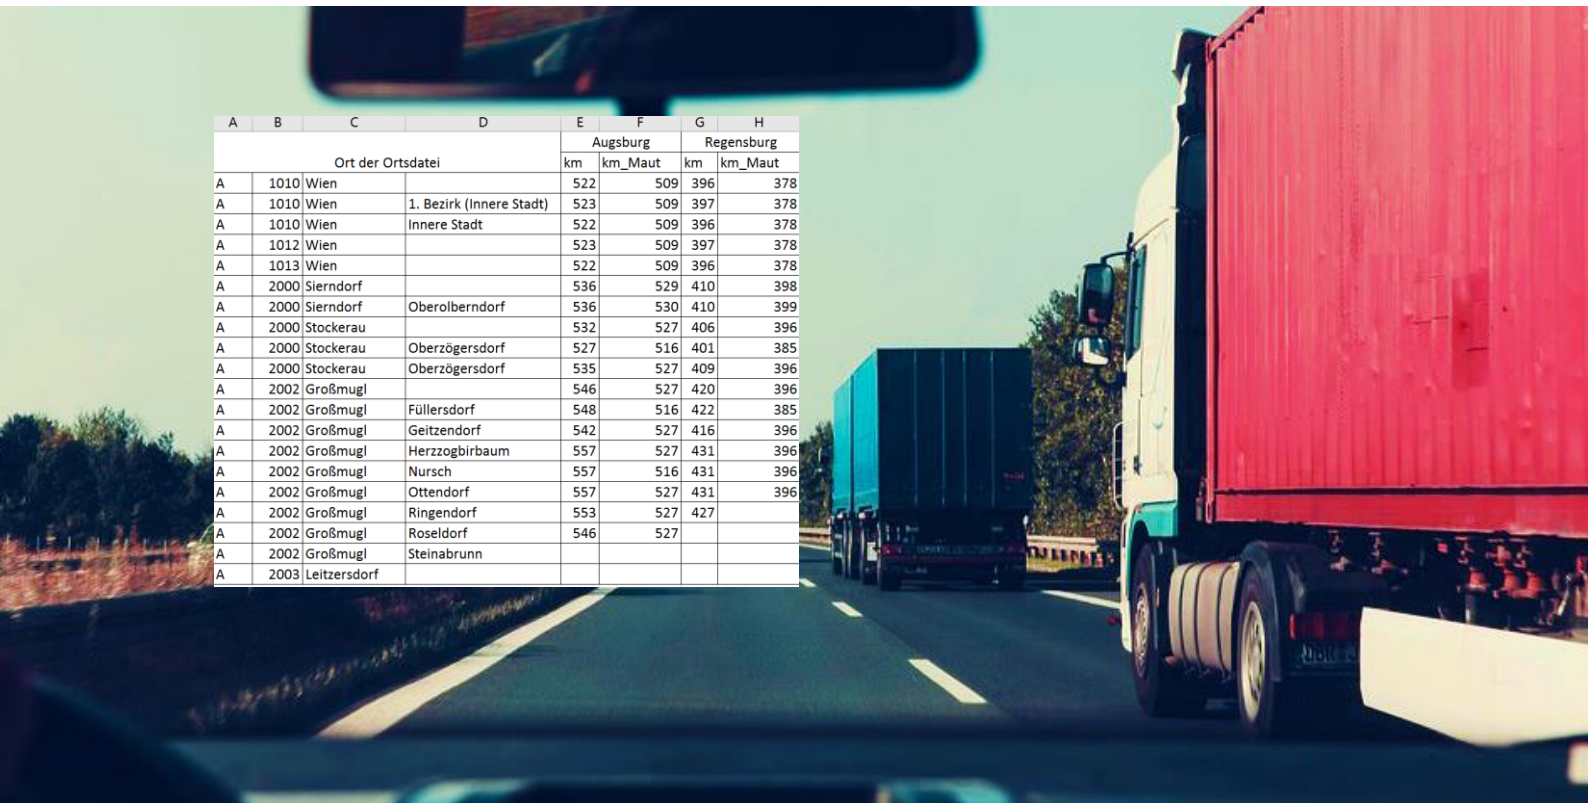 A B C D E F G H
Augsburg Regensburg
Ort der Ortsdatei km km_Maut km km_Maut
A 1010 Wien 522 509 396 378
A 1010 Wien 1. Bezirk (Innere Stadt) 523 509 397 378
A 1010 Wien Innere Stadt 522 509 396 378
A 1012 Wien 523 509 397 378
A 1013 Wien 522 509 396 378
A 2000 Sierndorf 536 529 410 398
A 2000 Sierndorf Oberolberndorf 536 530 410 399
A 2000 Stockerau 532 527 406 396
A 2000 Stockerau Oberzögersdorf 527 516 401 385
A 2000 Stockerau Oberzögersdorf 535 527 409 396
A 2002 Großmugl 546 527 420 396
A 2002 Großmugl Füllersdorf 548 516 422 385
A 2002 Großmugl Geitzendorf 542 527 416 396
A 2002 Großmugl Herzzogbirbaum 557 527 431 396
A 2002 Großmugl Nursch 557 516 431 396
A 2002 Großmugl Ottendorf 557 527 431 396
A 2002 Großmugl Ringendorf 553 527 427
A 2002 Großmugl Roseldorf 546 527
A 2002 Großmugl Steinabrunn
A 2003 Leitzersdorf